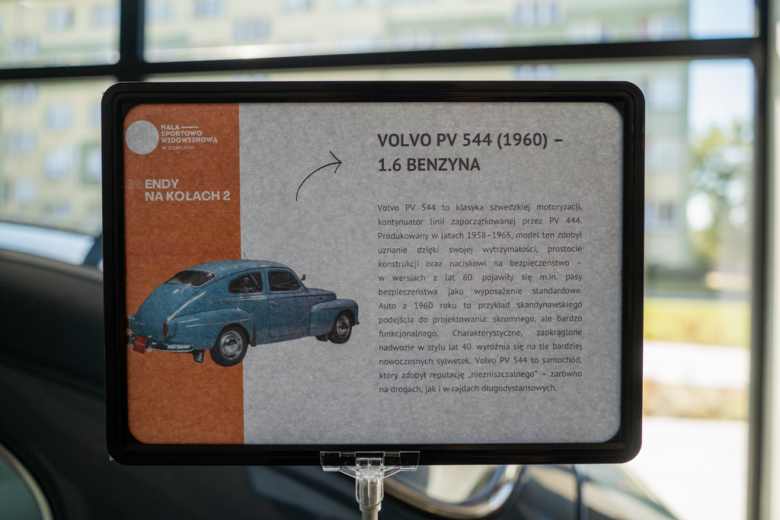 HALA
SPORTOWO
WIDOWISKOWA
ENDY
NA KOŁACH 2
VOLVO PV 544 (1960) –
1.6 BENZYNA
Volvo PV 544 to klasyka szwedzkiej motoryzacji,
kontynuator linii zapoczątkowanej przez PV 444.
Produkowany w latach 1958–1965, model ten zdobył
uznanie dzięki swojej wytrzymałości, prostocie
konstrukcji oraz naciskowi na bezpieczeństwo –
w wersjach z lat 60. pojawiły się m.in. pasy
bezpieczeństwa jako wyposażenie standardowe.
Auto z 1960 roku to przykład skandynawskiego
podejścia do projektowania: skromnego, ale bardzo
funkcjonalnego. Charakterystyczne, zaokrąglone
nadwozie w stylu lat 40. wyróżnia się na tle bardziej
nowoczesnych sylwetek. Volvo PV 544 to samochód,
który zdobył reputację „niezniszczalnego” – zarówno
na drogach, jak i w rajdach długodystansowych.